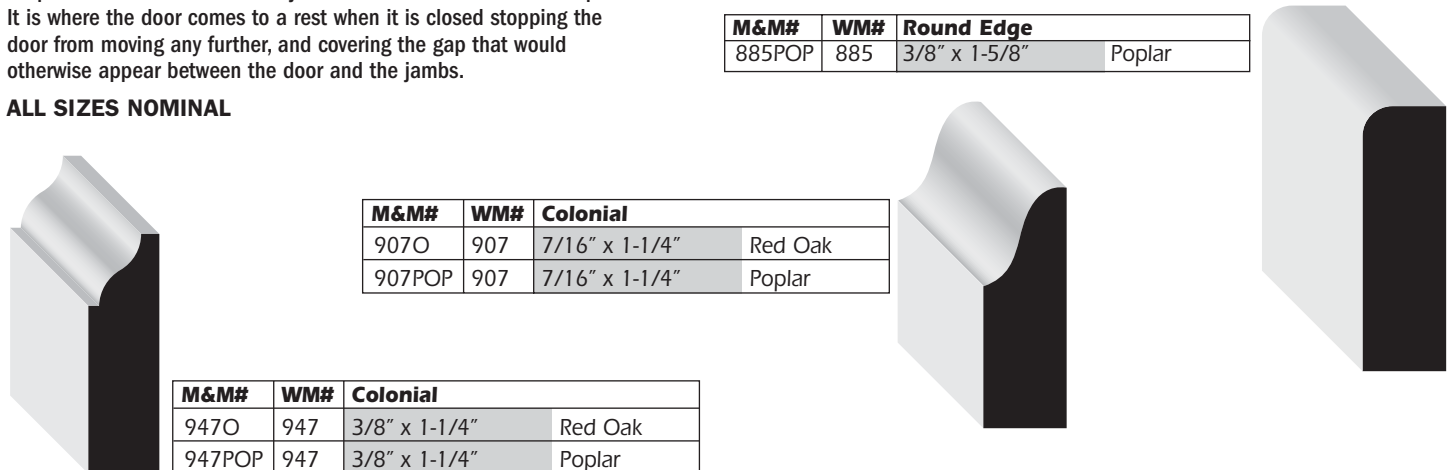 It is where the door comes to a rest when it is closed stopping the
door from moving any further, and covering the gap that would
otherwise appear between the door and the jambs.
ALL SIZES NOMINAL
M&M# WM# Round Edge
885POP 885 3/8″ x 1-5/8″ Poplar
M&M# WM# Colonial
907O 907 7/16″ x 1-1/4″ Red Oak
907POP 907 7/16″ x 1-1/4″ Poplar
M&M# WM# Colonial
947O 947 3/8″ x 1-1/4″ Red Oak
947POP 947 3/8″ x 1-1/4″ Poplar